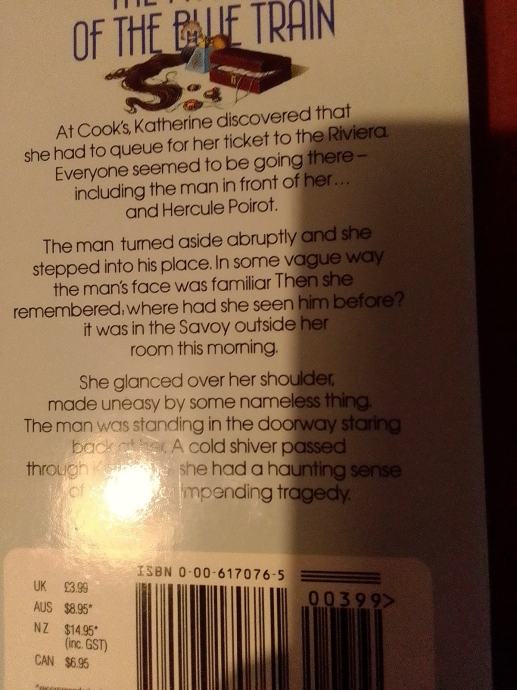 OF THE BLUE TRAIN
At Cook's, Katherine discovered that
she had to queue for her ticket to the Riviera.
Everyone seemed to be going there –
including the man in front of her...
and Hercule Poirot.
The man turned aside abruptly and she
stepped into his place. In some vague way
the man's face was familiar Then she
remembered, where had she seen him before?
it was in the Savoy outside her
room this morning.
She glanced over her shoulder,
made uneasy by some nameless thing.
The man was standing in the doorway staring
back at her. A cold shiver passed
through she had a haunting sense
of impending tragedy.
ISBN 0-00-617076-5
00399>
UK £3.99
AUS $8.95*
NZ $14.95*
(inc. GST)
CAN $6.95